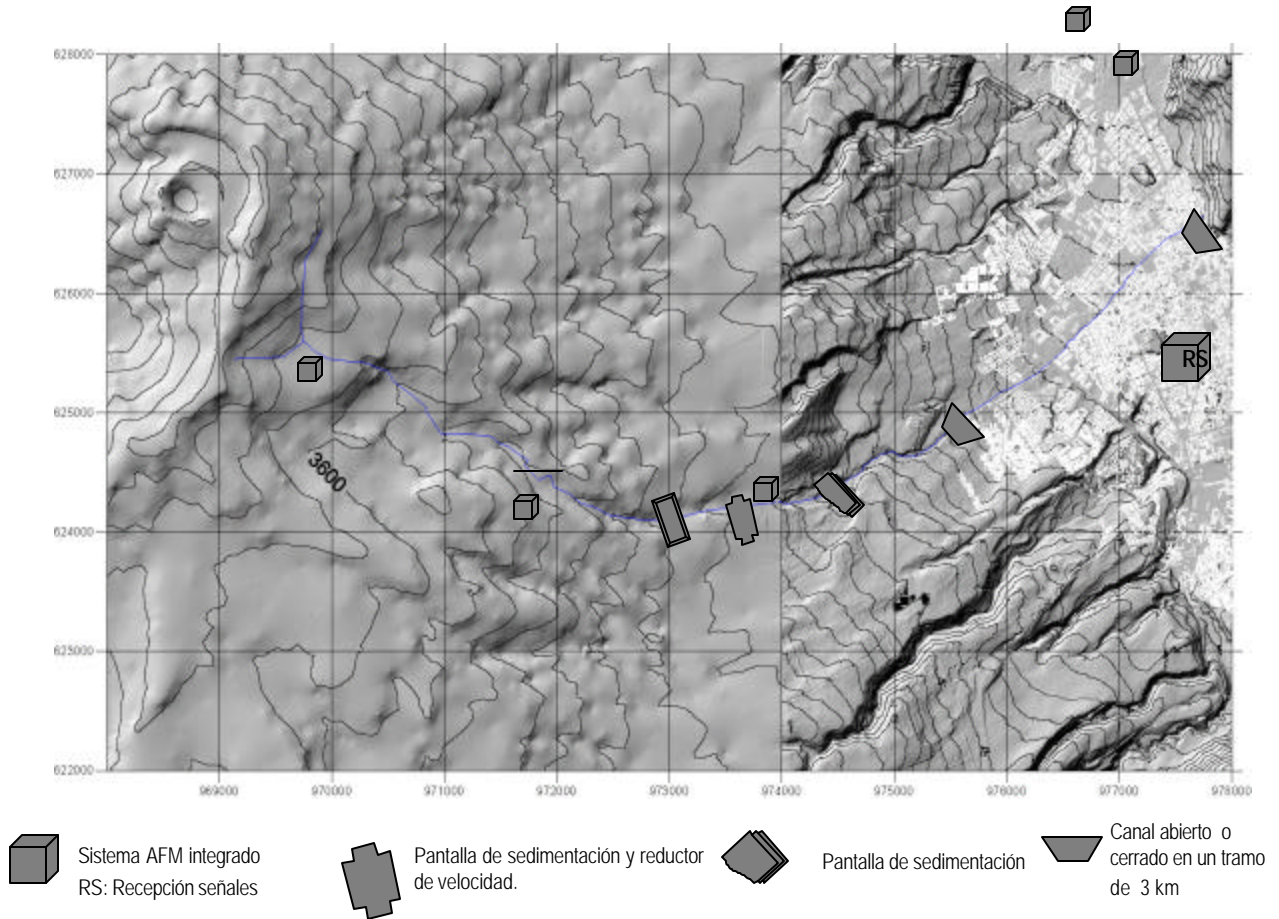 628000
627000
626000
625000
624000
623000
622000
3600
RS
969000 970000 971000 972000 973000 974000 975000 976000 977000 978000
Sistema AFM integrado
RS: Recepción señales
Pantalla de sedimentación y reductor
de velocidad.
Pantalla de sedimentación
Canal abierto o
cerrado en un tramo
de 3 km